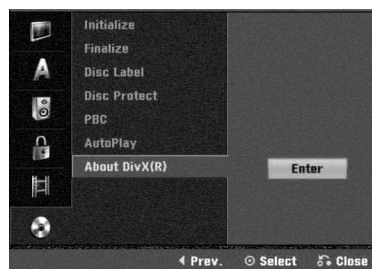 Initialize
Finalize
Disc Label
Disc Protect
PBC
AutoPlay
About DivX(R)
Enter
A
Prev. Select Close